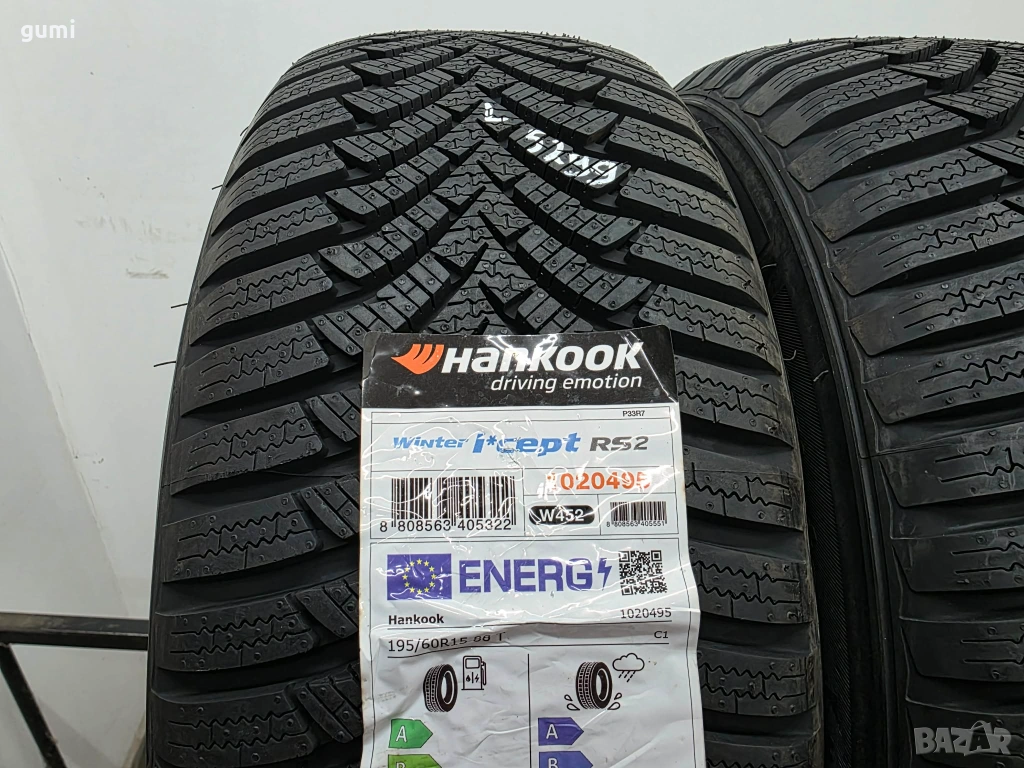 gumi
HANKOOK
driving emotion
P33R7
Winter i*cept RS2
1020495
8 808563 405322
W452
8 808563 405551
ENERG
Hankook
1020495
195/60R15 88 T
C1
A
B
A
B
BAZAR